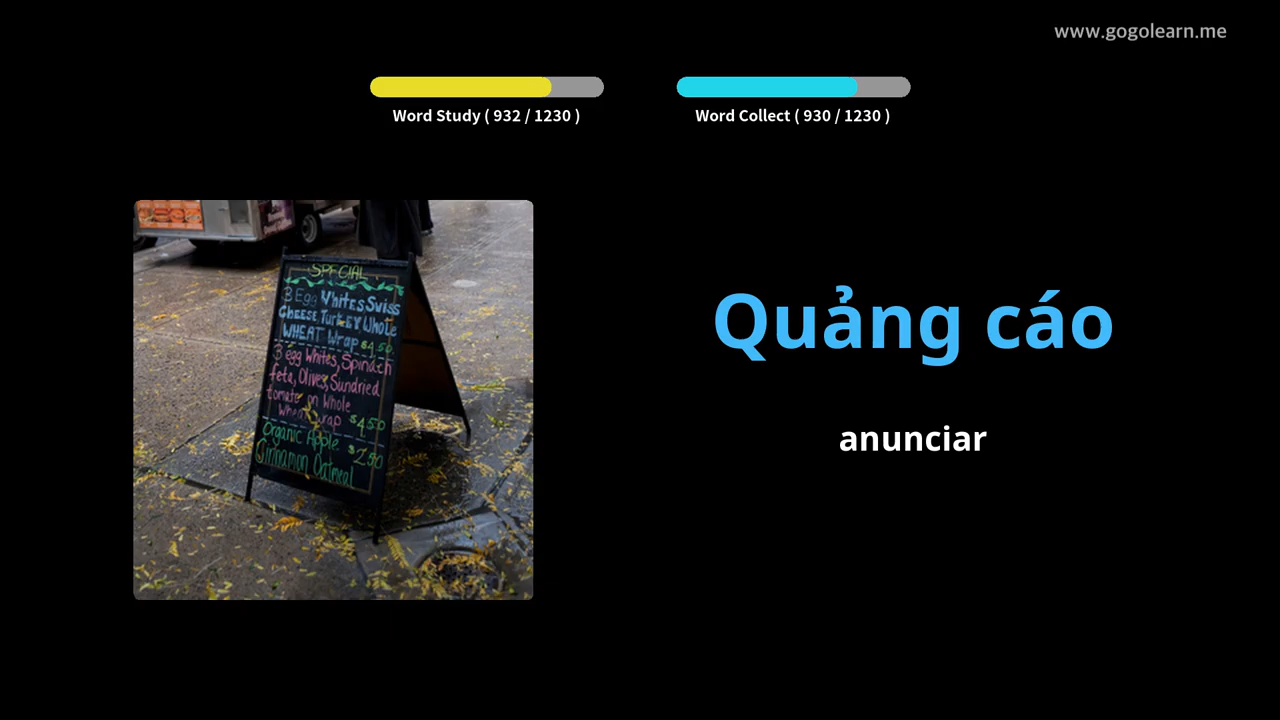 www.gogolearn.me
Word Study ( 932 / 1230 )
Word Collect ( 930 / 1230 )
SPECIAL
3 Egg Whites, Swiss
Cheese, Turkey Whole
WHEAT Wrap $4.50
3 egg Whites, Spinach
feta, Olives, Sundried
tomato on Whole
Wheat Wrap $4.50
Organic Apple
Cinnamon Oatmeal $2.50
Quảng cáo
anunciar